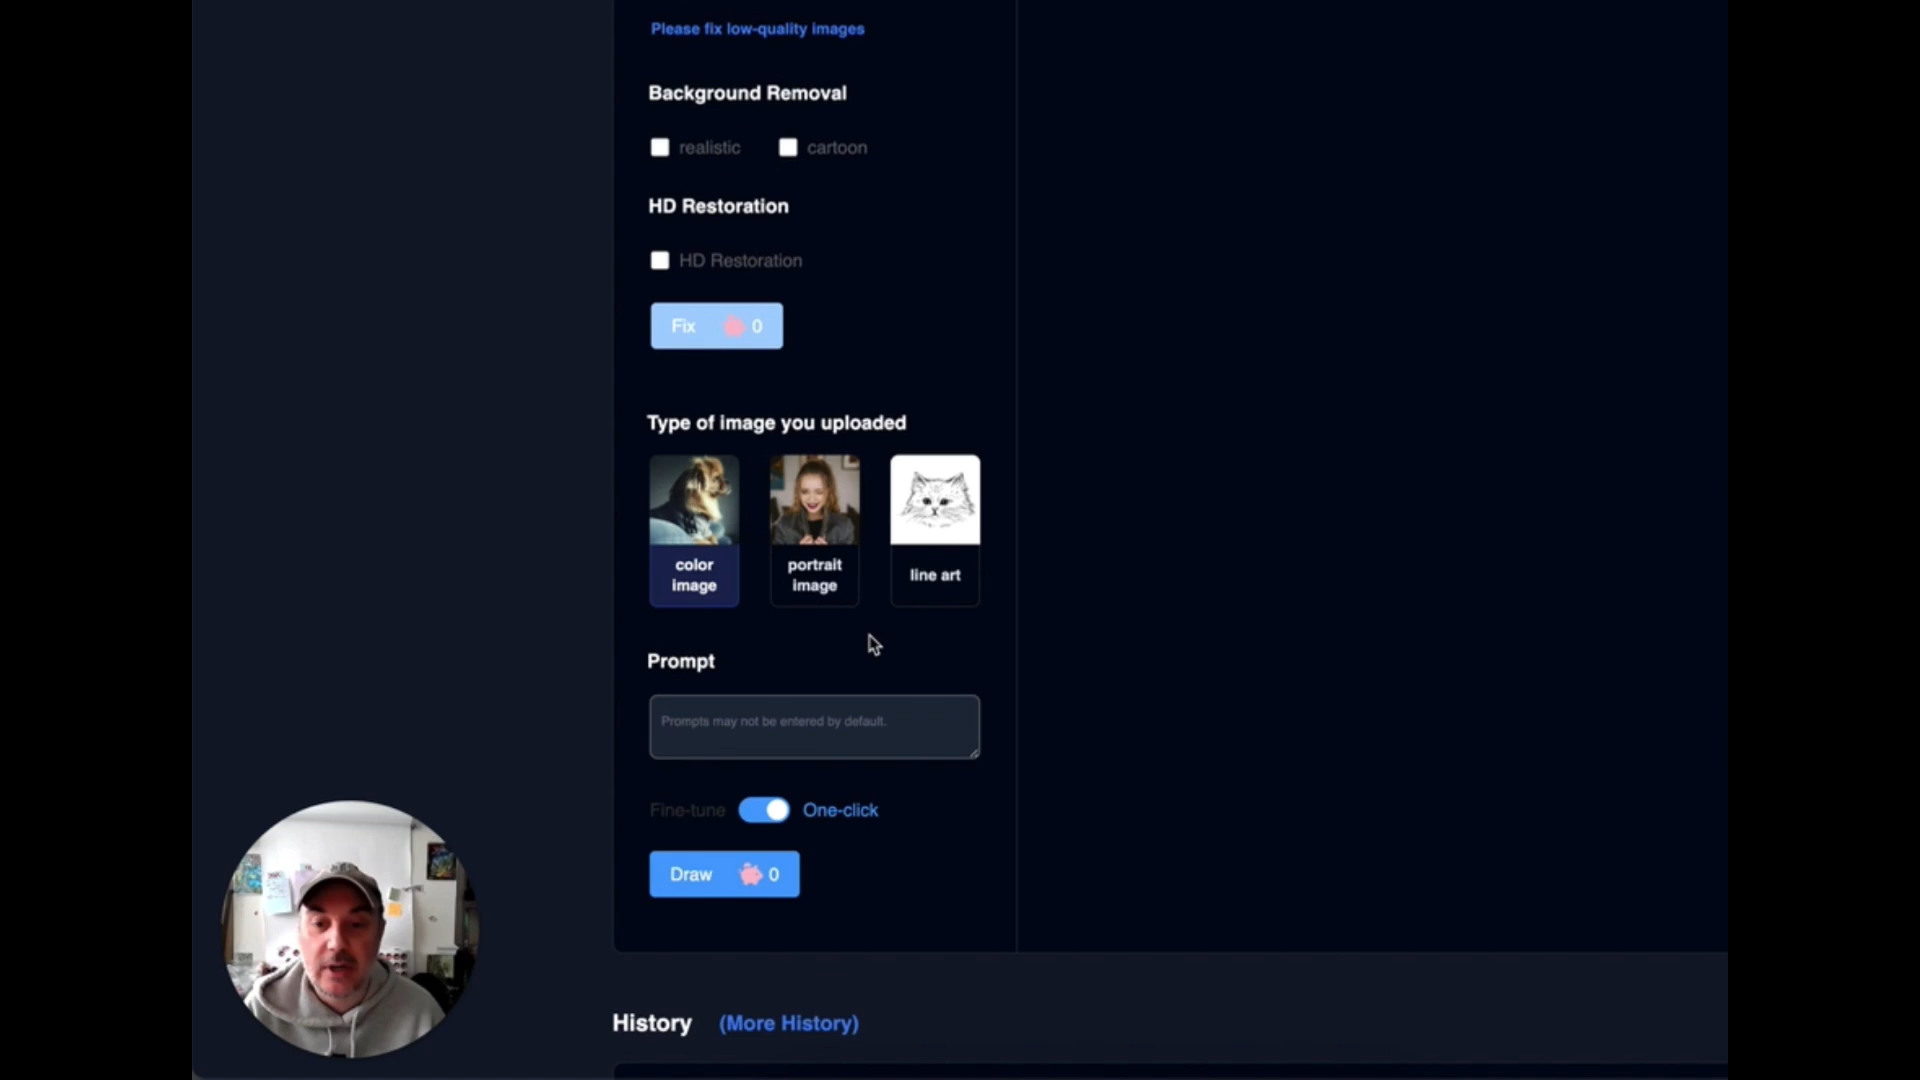 Please fix low-quality images
Background Removal
realistic cartoon
HD Restoration
HD Restoration
Fix 0
Type of image you uploaded
color image
portrait image
line art
Prompt
Prompts may not be entered by default.
Fine-tune One-click
Draw 0
History (More History)